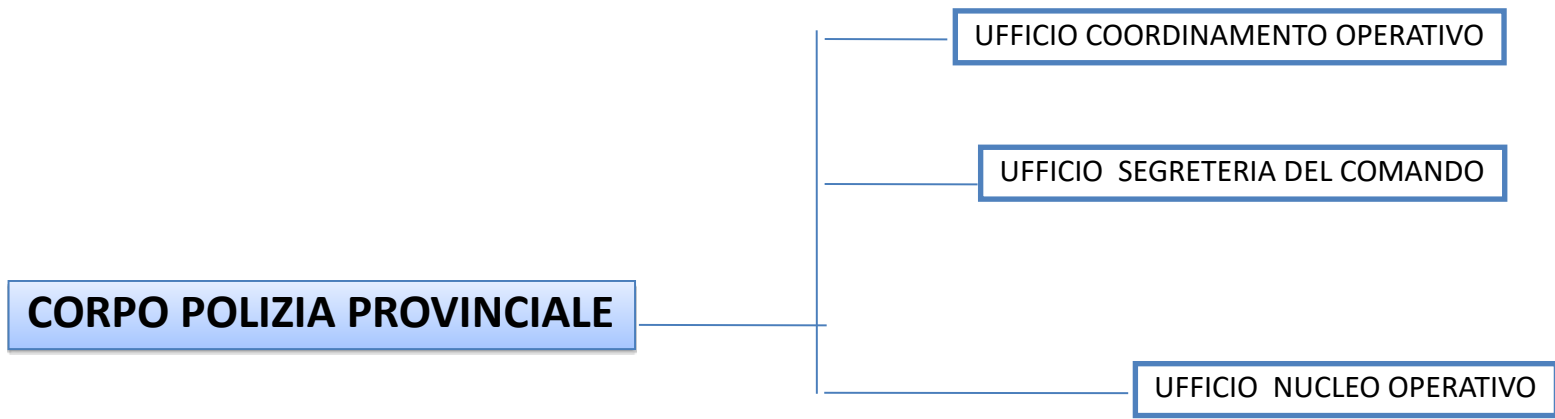 UFFICIO COORDINAMENTO OPERATIVO
UFFICIO SEGRETERIA DEL COMANDO
CORPO POLIZIA PROVINCIALE
UFFICIO NUCLEO OPERATIVO